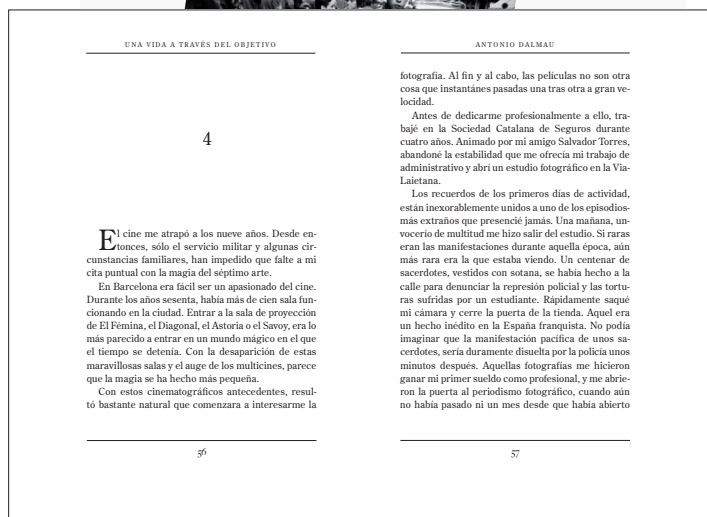 UNA VIDA A TRAVÉS DEL OBJETIVO
4
El cine me atrapó a los nueve años. Desde en-
tonces, sólo el servicio militar y algunas cir-
cunstancias familiares, han impedido que falte a mi
cita puntual con la magia del séptimo arte.
En Barcelona era fácil ser un apasionado del cine.
Durante los años sesenta, había más de cien sala fun-
cionando en la ciudad. Entrar a la sala de proyección
de El Fémina, el Diagonal, el Astoria o el Savoy, era lo
más parecido a entrar en un mundo mágico en el que
el tiempo se detenía. Con la desaparición de estas
maravillosas salas y el auge de los multicines, parece
que la magia se ha hecho más pequeña.
Con estos cinematográficos antecedentes, resul-
tó bastante natural que comenzara a interesarme la
56
ANTONIO DALMAU
fotografía. Al fin y al cabo, las películas no son otra
cosa que instantánes pasadas una tras otra a gran ve-
locidad.
Antes de dedicarme profesionalmente a ello, tra-
bajé en la Sociedad Catalana de Seguros durante
cuatro años. Animado por mi amigo Salvador Torres,
abandoné la estabilidad que me ofrecía mi trabajo de
administrativo y abrí un estudio fotográfico en la Via-
Laietana.
Los recuerdos de los primeros días de actividad,
están inexorablemente unidos a uno de los episodios-
más extraños que presencié jamás. Una mañana, un-
vocerío de multitud me hizo salir del estudio. Si raras
eran las manifestaciones durante aquella época, aún
más rara era la que estaba viendo. Un centenar de
sacerdotes, vestidos con sotana, se había hecho a la
calle para denunciar la represión policial y las tortu-
ras sufridas por un estudiante. Rápidamente saqué
mi cámara y cerre la puerta de la tienda. Aquel era
un hecho inédito en la España franquista. No podía
imaginar que la manifestación pacífica de unos sa-
cerdotes, sería duramente disuelta por la policía unos
minutos después. Aquellas fotografías me hicieron
ganar mi primer sueldo como profesional, y me abrie-
ron la puerta al periodismo fotográfico, cuando aún
no había pasado ni un mes desde que había abierto
57